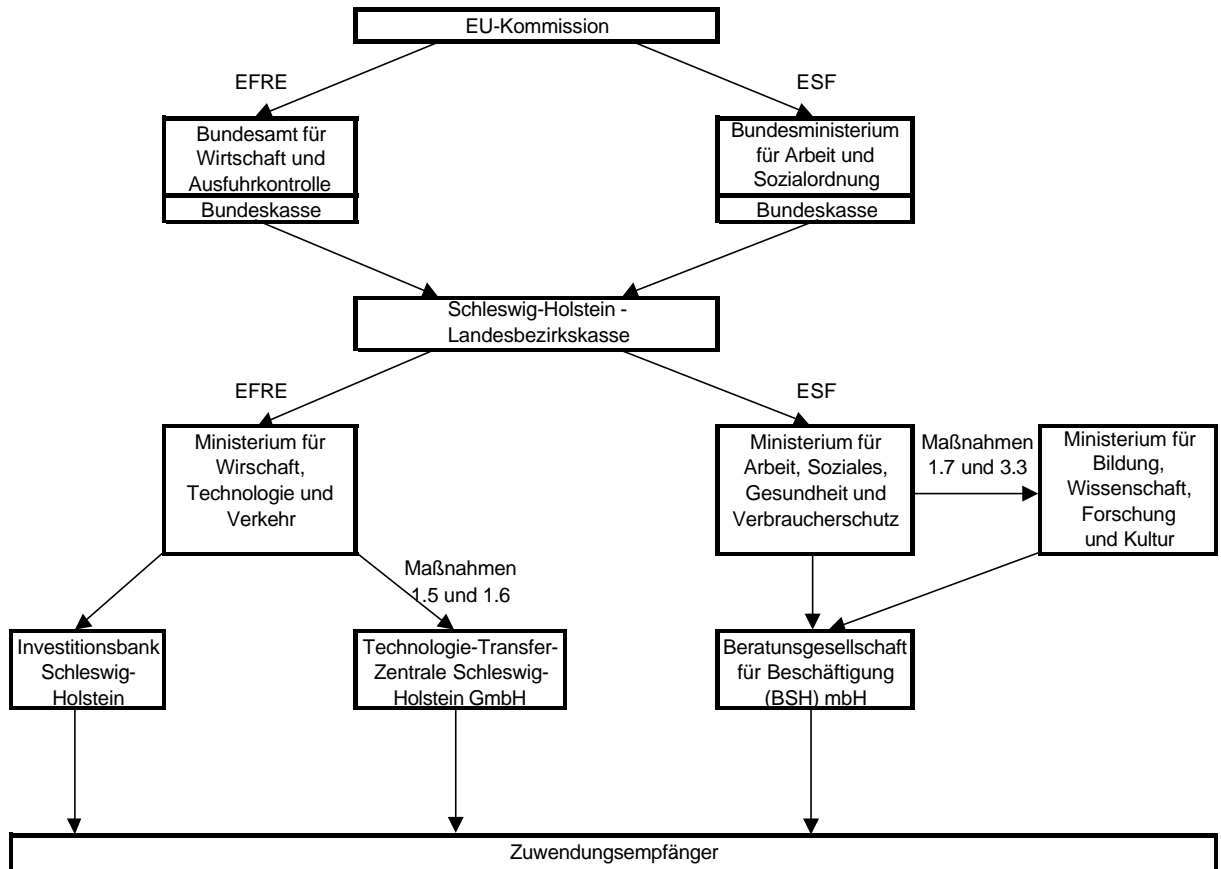 EU-Kommission
EFRE
ESF
Bundesamt für
Wirtschaft und
Ausfuhrkontrolle
Bundeskasse
Bundesministerium
für Arbeit und
Sozialordnung
Bundeskasse
Schleswig-Holstein -
Landesbezirkskasse
EFRE
ESF
Ministerium für
Wirschaft,
Technologie und
Verkehr
Ministerium für
Arbeit, Soziales,
Gesundheit und
Verbraucherschutz
Maßnahmen
1.7 und 3.3
Ministerium für
Bildung,
Wissenschaft,
Forschung
und Kultur
Maßnahmen
1.5 und 1.6
Investitionsbank
Schleswig-
Holstein
Technologie-Transfer-
Zentrale Schleswig-
Holstein GmbH
Beratunsgesellschaft
für Beschäftigung
(BSH) mbH
Zuwendungsempfänger